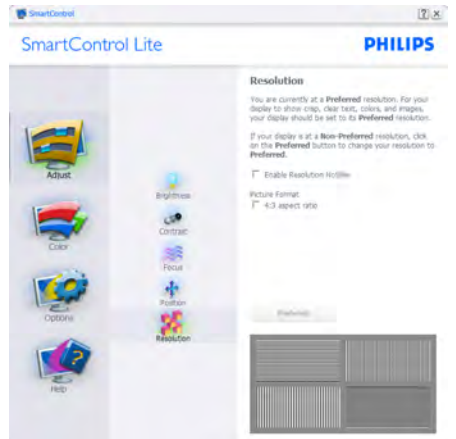 SmartControl
SmartControl Lite
PHILIPS
Adjust
Color
Options
Help
Brightness
Contrast
Focus
Position
Resolution
Resolution
You are currently at a Preferred resolution. For your
display to show crisp, clear text, colors, and images,
your display should be set to its Preferred resolution.
If your display is at a Non-Preferred resolution, click
on the Preferred button to change your resolution to
Preferred.
Enable Resolution Notifier
Picture Format
4:3 aspect ratio
Preferred